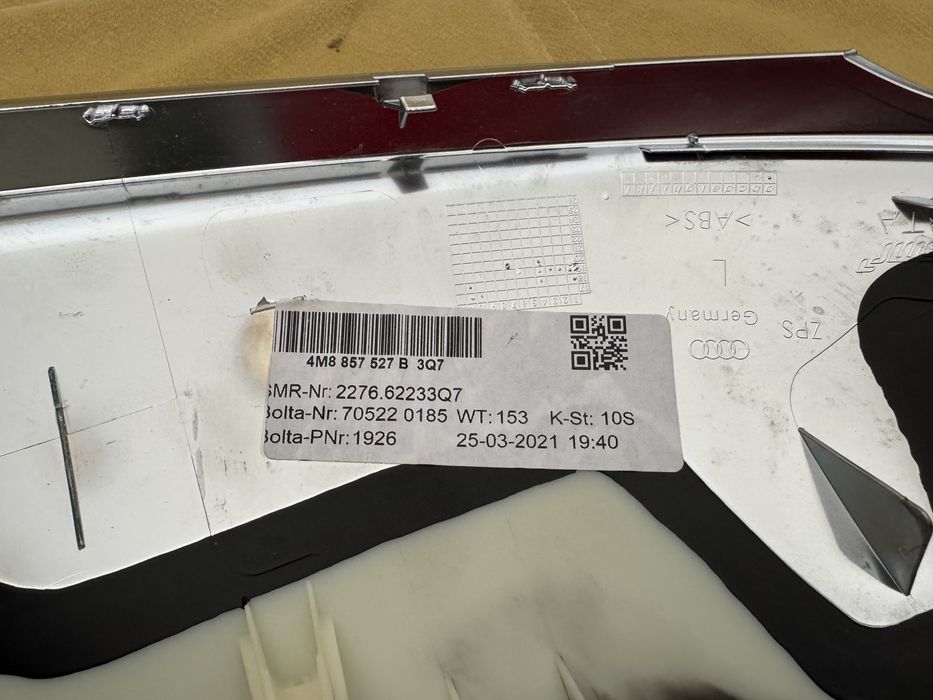 >ABS<
L
Germany
ZPS
4M8 857 527 B 3Q7
SMR-Nr: 2276.62233Q7
Bolta-Nr: 70522 0185 WT: 153 K-St: 10S
Bolta-PNr: 1926 25-03-2021 19:40